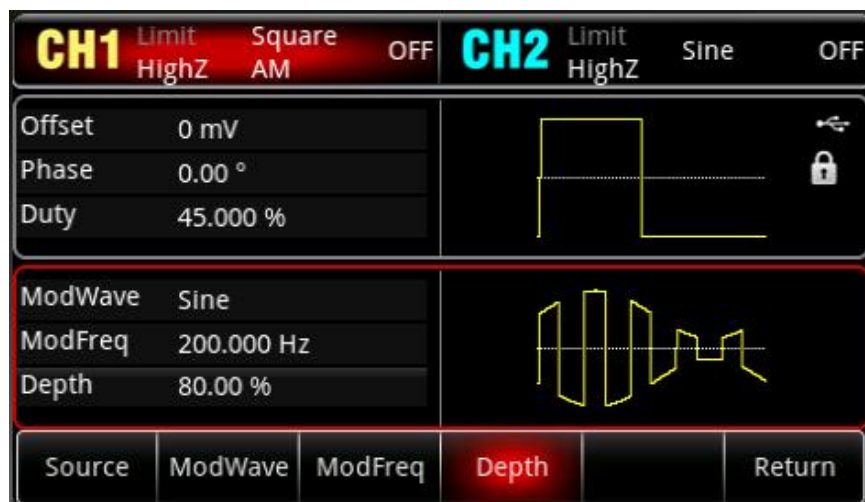 CH1 Limit Square OFF CH2 Limit Sine OFF
HighZ AM HighZ
Offset 0 mV
Phase 0.00 °
Duty 45.000 %
ModWave Sine
ModFreq 200.000 Hz
Depth 80.00 %
Source ModWave ModFreq Depth Return